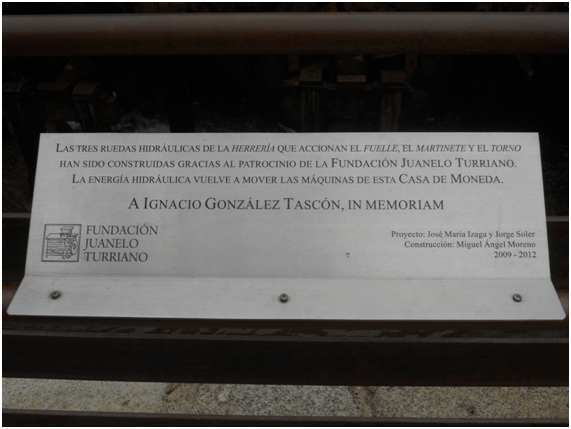 LAS TRES RUEDAS HIDRÁULICAS DE LA HERRERÍA QUE ACCIONAN EL FUELLE, EL MARTINETE Y EL TORNO
HAN SIDO CONSTRUIDAS GRACIAS AL PATROCINIO DE LA FUNDACIÓN JUANELO TURRIANO.
LA ENERGÍA HIDRÁULICA VUELVE A MOVER LAS MÁQUINAS DE ESTA CASA DE MONEDA.
A IGNACIO GONZÁLEZ TASCÓN, IN MEMORIAM
FUNDACIÓN
JUANELO
TURRIANO
Proyecto: José María Izaga y Jorge Soler
Construcción: Miguel Ángel Moreno
2009 - 2012